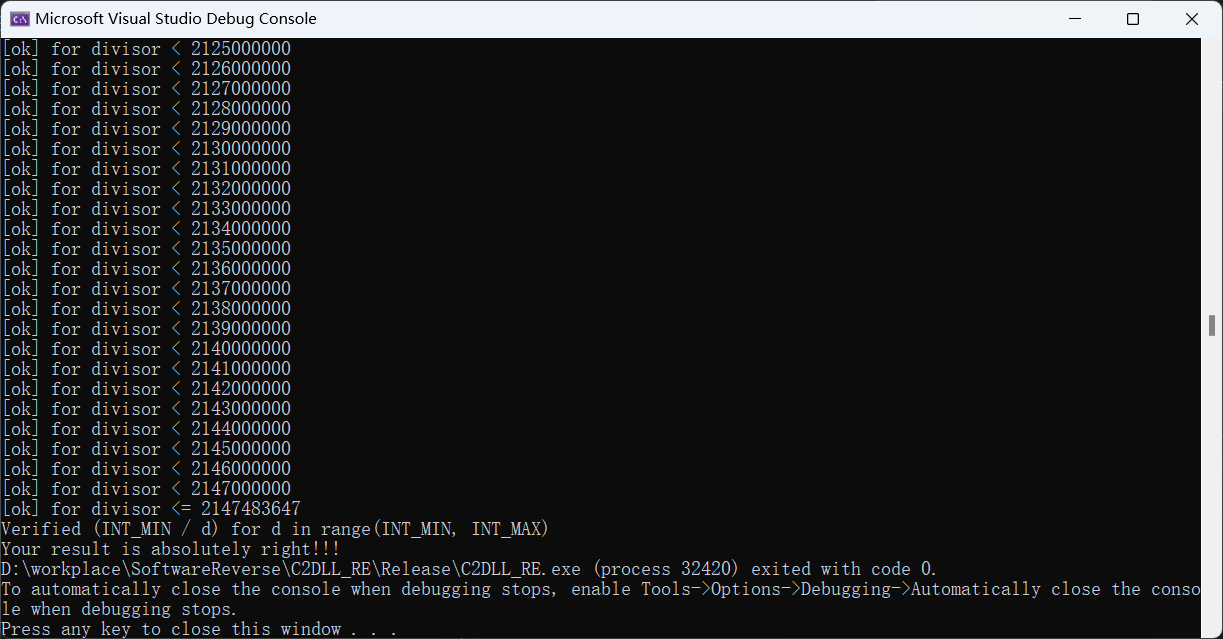 Microsoft Visual Studio Debug Console
[ok] for divisor < 2125000000
[ok] for divisor < 2126000000
[ok] for divisor < 2127000000
[ok] for divisor < 2128000000
[ok] for divisor < 2129000000
[ok] for divisor < 2130000000
[ok] for divisor < 2131000000
[ok] for divisor < 2132000000
[ok] for divisor < 2133000000
[ok] for divisor < 2134000000
[ok] for divisor < 2135000000
[ok] for divisor < 2136000000
[ok] for divisor < 2137000000
[ok] for divisor < 2138000000
[ok] for divisor < 2139000000
[ok] for divisor < 2140000000
[ok] for divisor < 2141000000
[ok] for divisor < 2142000000
[ok] for divisor < 2143000000
[ok] for divisor < 2144000000
[ok] for divisor < 2145000000
[ok] for divisor < 2146000000
[ok] for divisor < 2147000000
[ok] for divisor <= 2147483647
Verified (INT_MIN / d) for d in range(INT_MIN, INT_MAX)
Your result is absolutely right!!!
D:\workplace\SoftwareReverse\C2DLL_RE\Release\C2DLL_RE.exe (process 32420) exited with code 0.
To automatically close the console when debugging stops, enable Tools->Options->Debugging->Automatically close the conso
le when debugging stops.
Press any key to close this window . . .